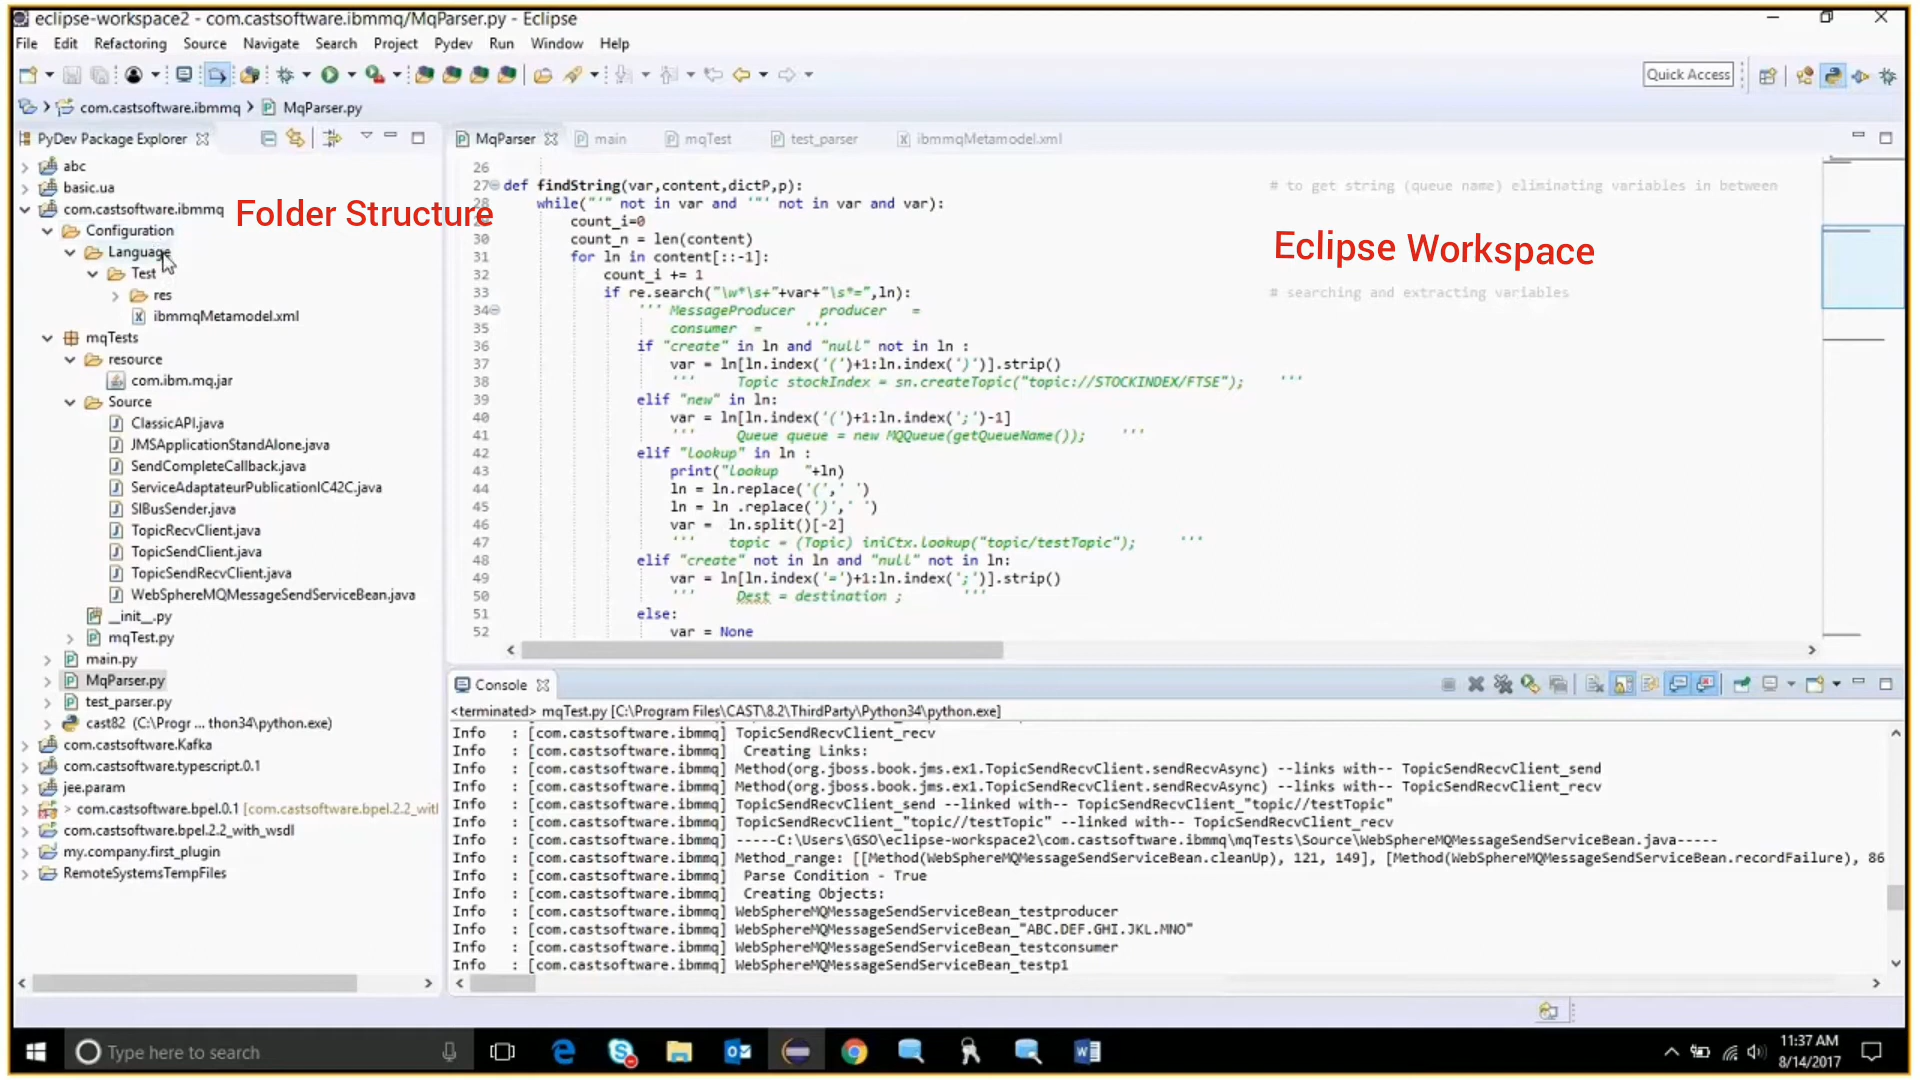 eclipse-workspace2 - com.castsoftware.ibmmq/MqParser.py - Eclipse
File Edit Refactoring Source Navigate Search Project Pydev Run Window Help
Quick Access
com.castsoftware.ibmmq > MqParser.py
PyDev Package Explorer
abc
basic.ua
com.castsoftware.ibmmq
Folder Structure
Configuration
Language
Test
res
ibmmqMetamodel.xml
mqTests
resource
com.ibm.mq.jar
Source
ClassicAPI.java
JMSApplicationStandAlone.java
SendCompleteCallback.java
ServiceAdaptateurPublicationIC42C.java
SIBusSender.java
TopicRecvClient.java
TopicSendClient.java
TopicSendRecvClient.java
WebSphereMQMessageSendServiceBean.java
__init__.py
mqTest.py
main.py
MqParser.py
test_parser.py
cast82 (C:\Progr ... thon34\python.exe)
com.castsoftware.Kafka
com.castsoftware.typescript.0.1
jee.param
> com.castsoftware.bpel.0.1 [com.castsoftware.bpel.2.2_witl
com.castsoftware.bpel.2.2_with_wsdl
my.company.first_plugin
RemoteSystemsTempFiles
MqParser main mqTest test_parser ibmmqMetamodel.xml
26
27 def findString(var,content,dictP,p): # to get string (queue name) eliminating variables in between
28 while("'" not in var and '"' not in var and var):
29 count_i=0
Eclipse Workspace
30 count_n = len(content)
31 for ln in content[::-1]:
32 count_i += 1
33 if re.search("\w*\s+"+var+"\s*=",ln): # searching and extracting variables
34 ''' MessageProducer producer =
35 consumer = '''
36 if "create" in ln and "null" not in ln :
37 var = ln[ln.index('(')+1:ln.index(')')].strip()
38 ''' Topic stockIndex = sn.createTopic("topic://STOCKINDEX/FTSE"); '''
39 elif "new" in ln:
40 var = ln[ln.index('(')+1:ln.index(';')-1]
41 ''' Queue queue = new MQQueue(getQueueName()); '''
42 elif "lookup" in ln :
43 print("lookup "+ln)
44 ln = ln.replace('(',' ')
45 ln = ln .replace(')',' ')
46 var = ln.split()[-2]
47 ''' topic = (Topic) iniCtx.lookup("topic/testTopic"); '''
48 elif "create" not in ln and "null" not in ln:
49 var = ln[ln.index('=')+1:ln.index(';')].strip()
50 ''' Dest = destination ; '''
51 else:
52 var = None
Console
<terminated> mqTest.py [C:\Program Files\CAST\8.2\ThirdParty\Python34\python.exe]
Info : [com.castsoftware.ibmmq] TopicSendRecvClient_recv
Info : [com.castsoftware.ibmmq] Creating Links:
Info : [com.castsoftware.ibmmq] Method(org.jboss.book.jms.ex1.TopicSendRecvClient.sendRecvAsync) --links with-- TopicSendRecvClient_send
Info : [com.castsoftware.ibmmq] Method(org.jboss.book.jms.ex1.TopicSendRecvClient.sendRecvAsync) --links with-- TopicSendRecvClient_recv
Info : [com.castsoftware.ibmmq] TopicSendRecvClient_send --linked with-- TopicSendRecvClient_"topic//testTopic"
Info : [com.castsoftware.ibmmq] TopicSendRecvClient_"topic//testTopic" --linked with-- TopicSendRecvClient_recv
Info : [com.castsoftware.ibmmq] -----C:\Users\GSO\eclipse-workspace2\com.castsoftware.ibmmq\mqTests\Source\WebSphereMQMessageSendServiceBean.java-----
Info : [com.castsoftware.ibmmq] Method_range: [[Method(WebSphereMQMessageSendServiceBean.cleanUp), 121, 149], [Method(WebSphereMQMessageSendServiceBean.recordFailure), 86
Info : [com.castsoftware.ibmmq] Parse Condition - True
Info : [com.castsoftware.ibmmq] Creating Objects:
Info : [com.castsoftware.ibmmq] WebSphereMQMessageSendServiceBean_testproducer
Info : [com.castsoftware.ibmmq] WebSphereMQMessageSendServiceBean_"ABC.DEF.GHI.JKL.MNO"
Info : [com.castsoftware.ibmmq] WebSphereMQMessageSendServiceBean_testconsumer
Info : [com.castsoftware.ibmmq] WebSphereMQMessageSendServiceBean_testp1
Type here to search
11:37 AM
8/14/2017